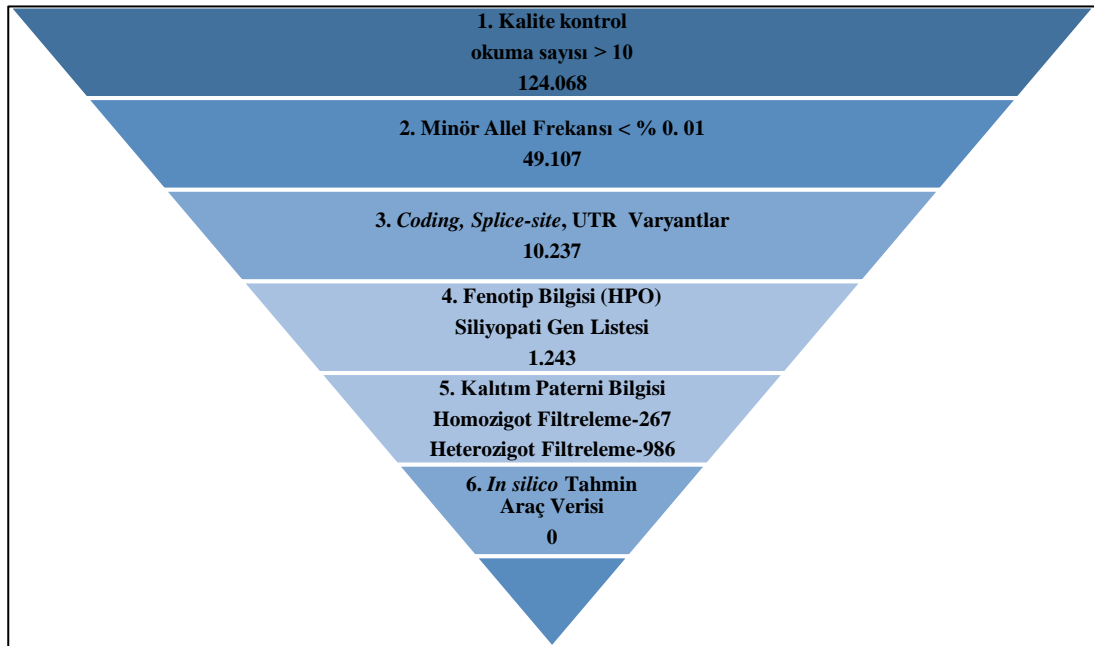 1. Kalite kontrol
okuma sayısı > 10
124.068
2. Minör Allel Frekansı < % 0. 01
49.107
3. Coding, Splice-site, UTR Varyantlar
10.237
4. Fenotip Bilgisi (HPO)
Siliyopati Gen Listesi
1.243
5. Kalıtım Paterni Bilgisi
Homozigot Filtreleme-267
Heterozigot Filtreleme-986
6. In silico Tahmin
Araç Verisi
0